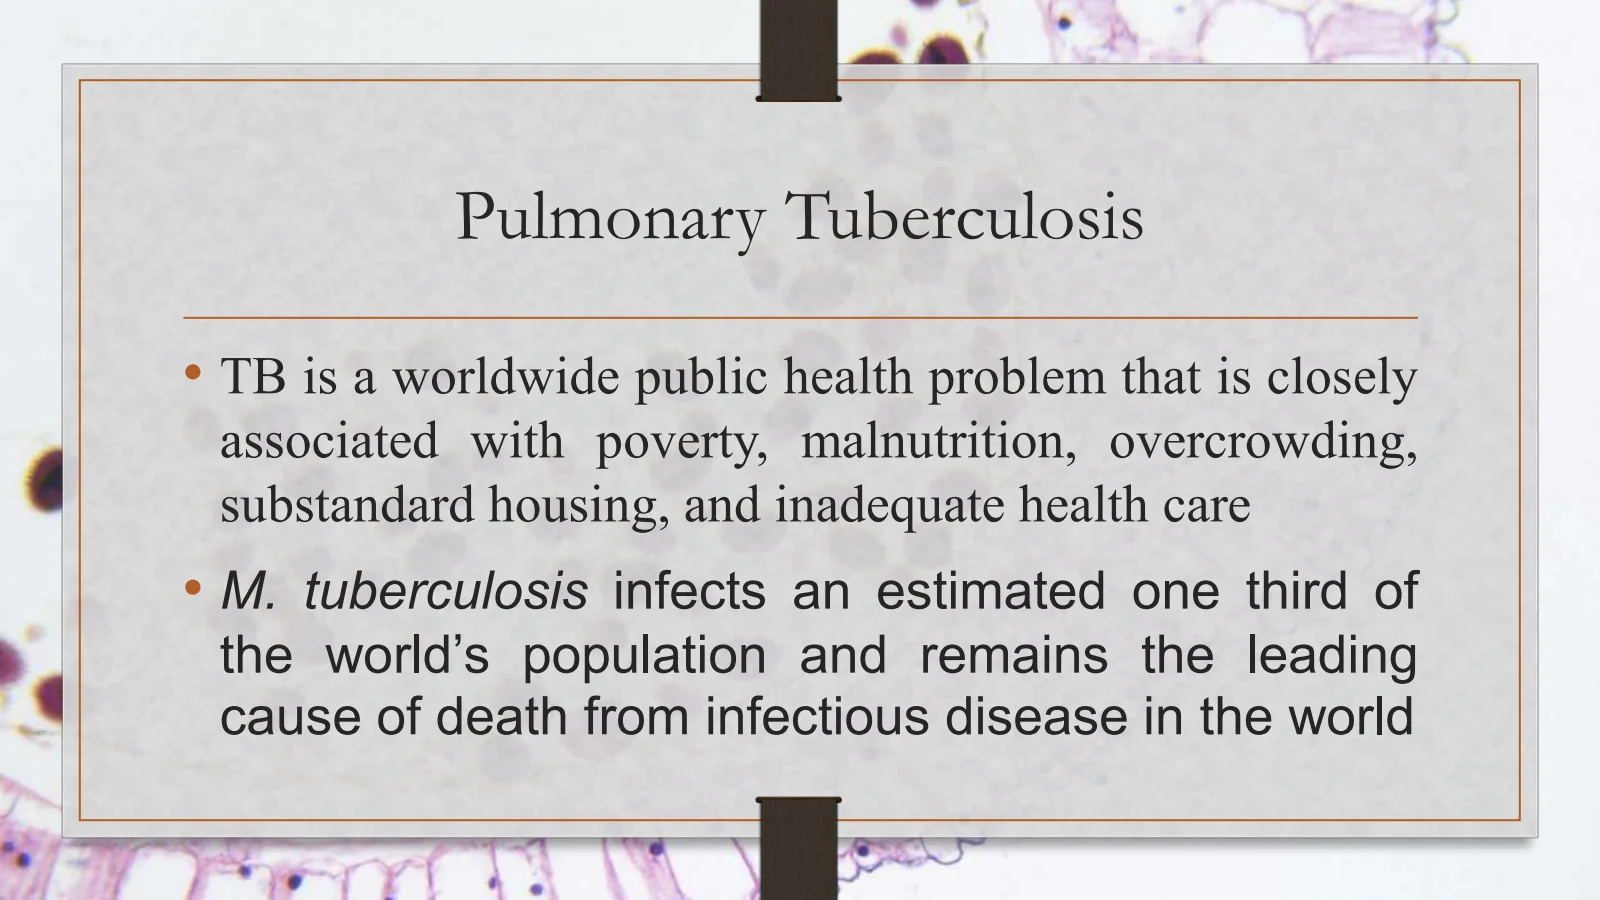 Pulmonary Tuberculosis
• TB is a worldwide public health problem that is closely
associated with poverty, malnutrition, overcrowding,
substandard housing, and inadequate health care
• M. tuberculosis infects an estimated one third of
the world’s population and remains the leading
cause of death from infectious disease in the world